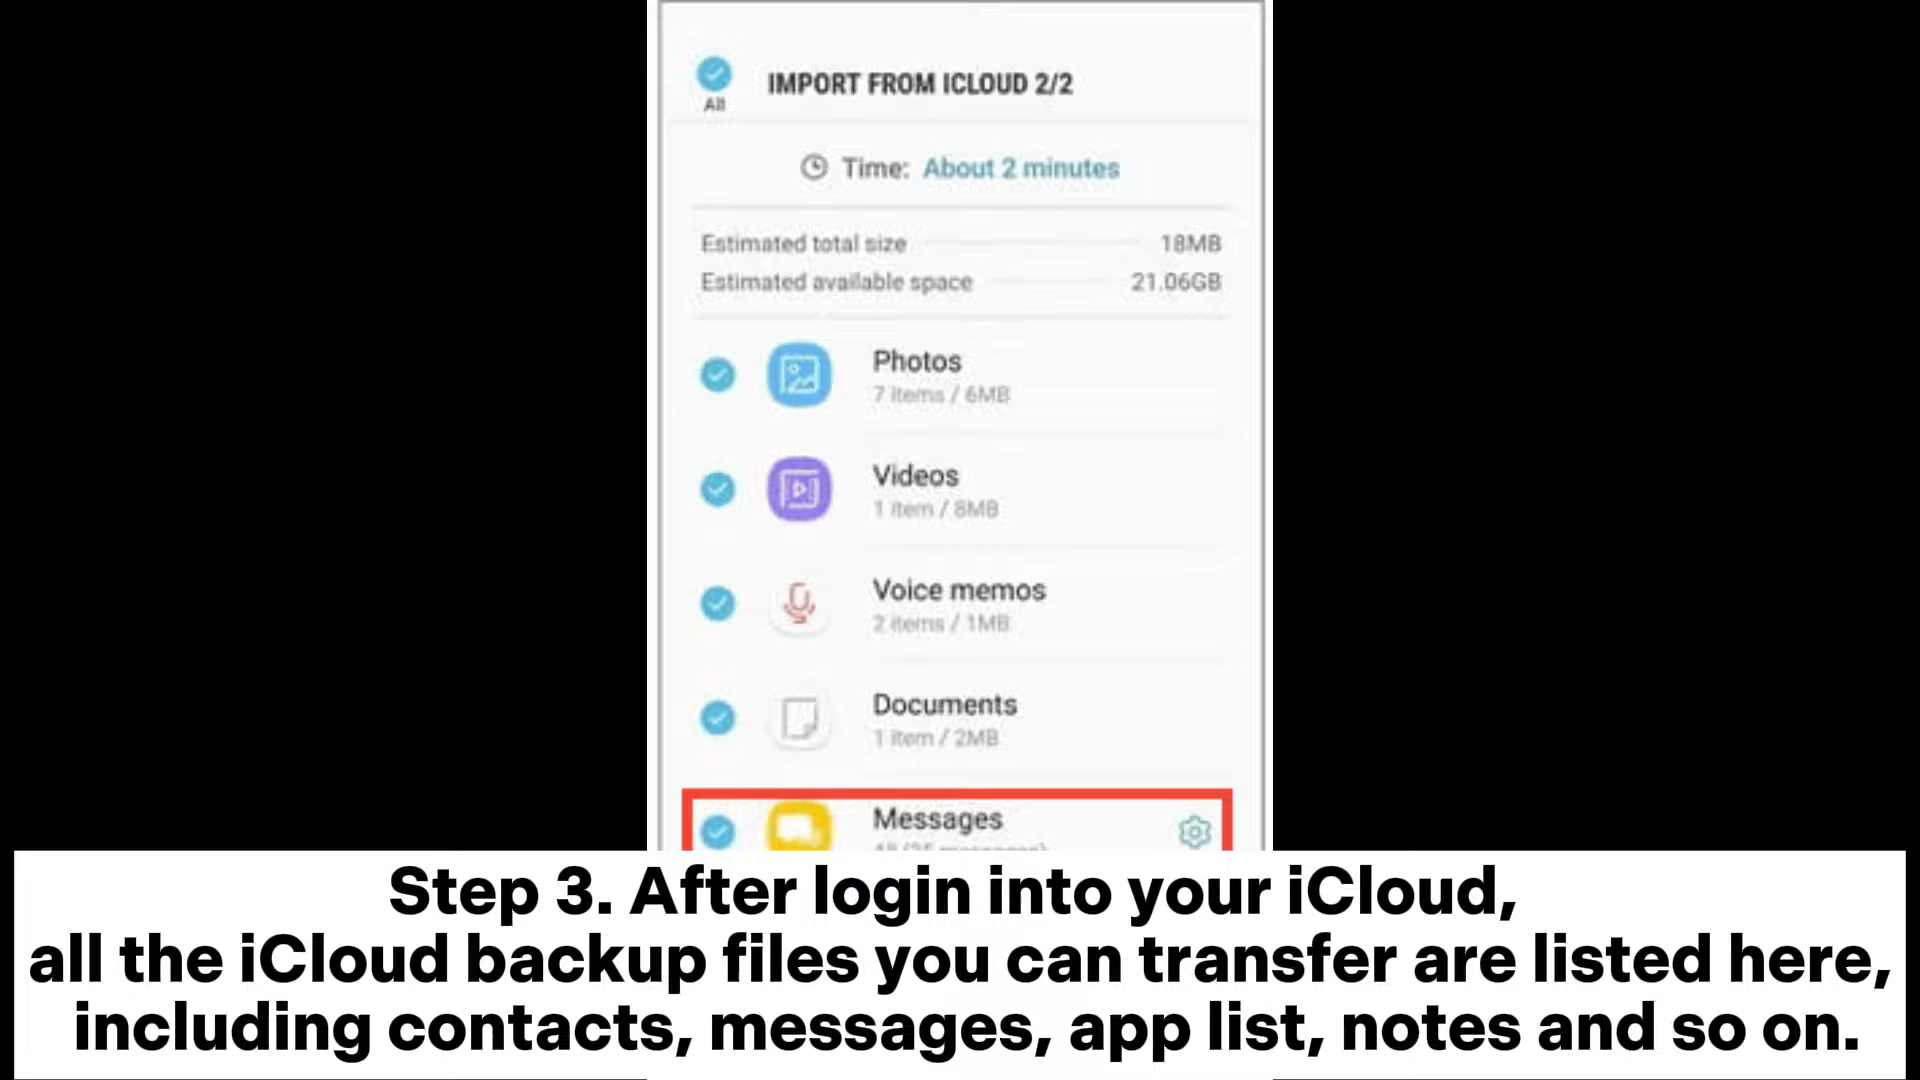 IMPORT FROM ICLOUD 2/2
All
Time: About 2 minutes
Estimated total size 18MB
Estimated available space 21.06GB
Photos
7 items / 6MB
Videos
1 item / 8MB
Voice memos
2 items / 1MB
Documents
1 item / 2MB
Messages
Step 3. After login into your iCloud,
all the iCloud backup files you can transfer are listed here,
including contacts, messages, app list, notes and so on.